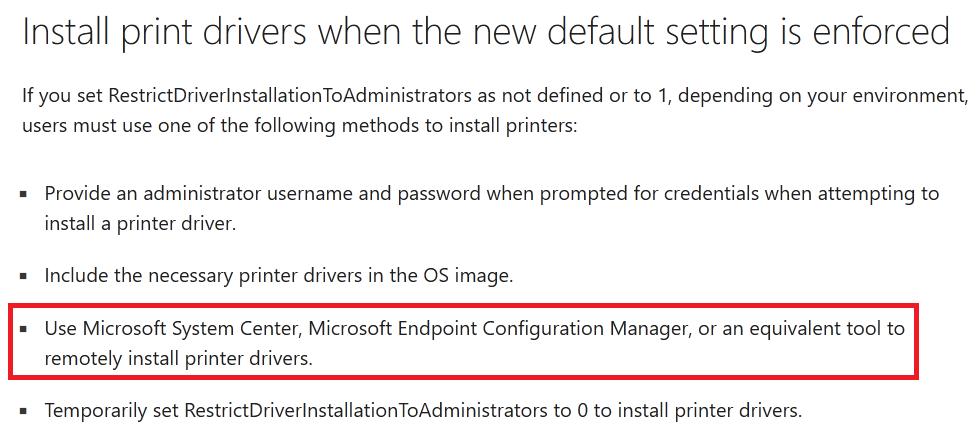 Install print drivers when the new default setting is enforced
If you set RestrictDriverInstallationToAdministrators as not defined or to 1, depending on your environment,
users must use one of the following methods to install printers:
▪ Provide an administrator username and password when prompted for credentials when attempting to
install a printer driver.
▪ Include the necessary printer drivers in the OS image.
▪ Use Microsoft System Center, Microsoft Endpoint Configuration Manager, or an equivalent tool to
remotely install printer drivers.
▪ Temporarily set RestrictDriverInstallationToAdministrators to 0 to install printer drivers.